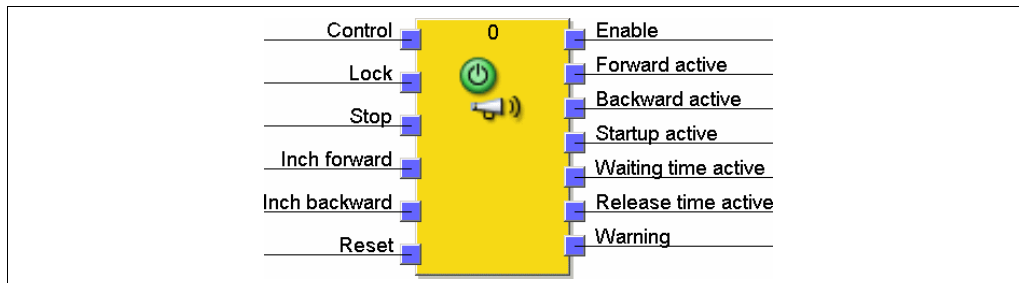 Control
Lock
Stop
Inch forward
Inch backward
Reset
0
Enable
Forward active
Backward active
Startup active
Waiting time active
Release time active
Warning